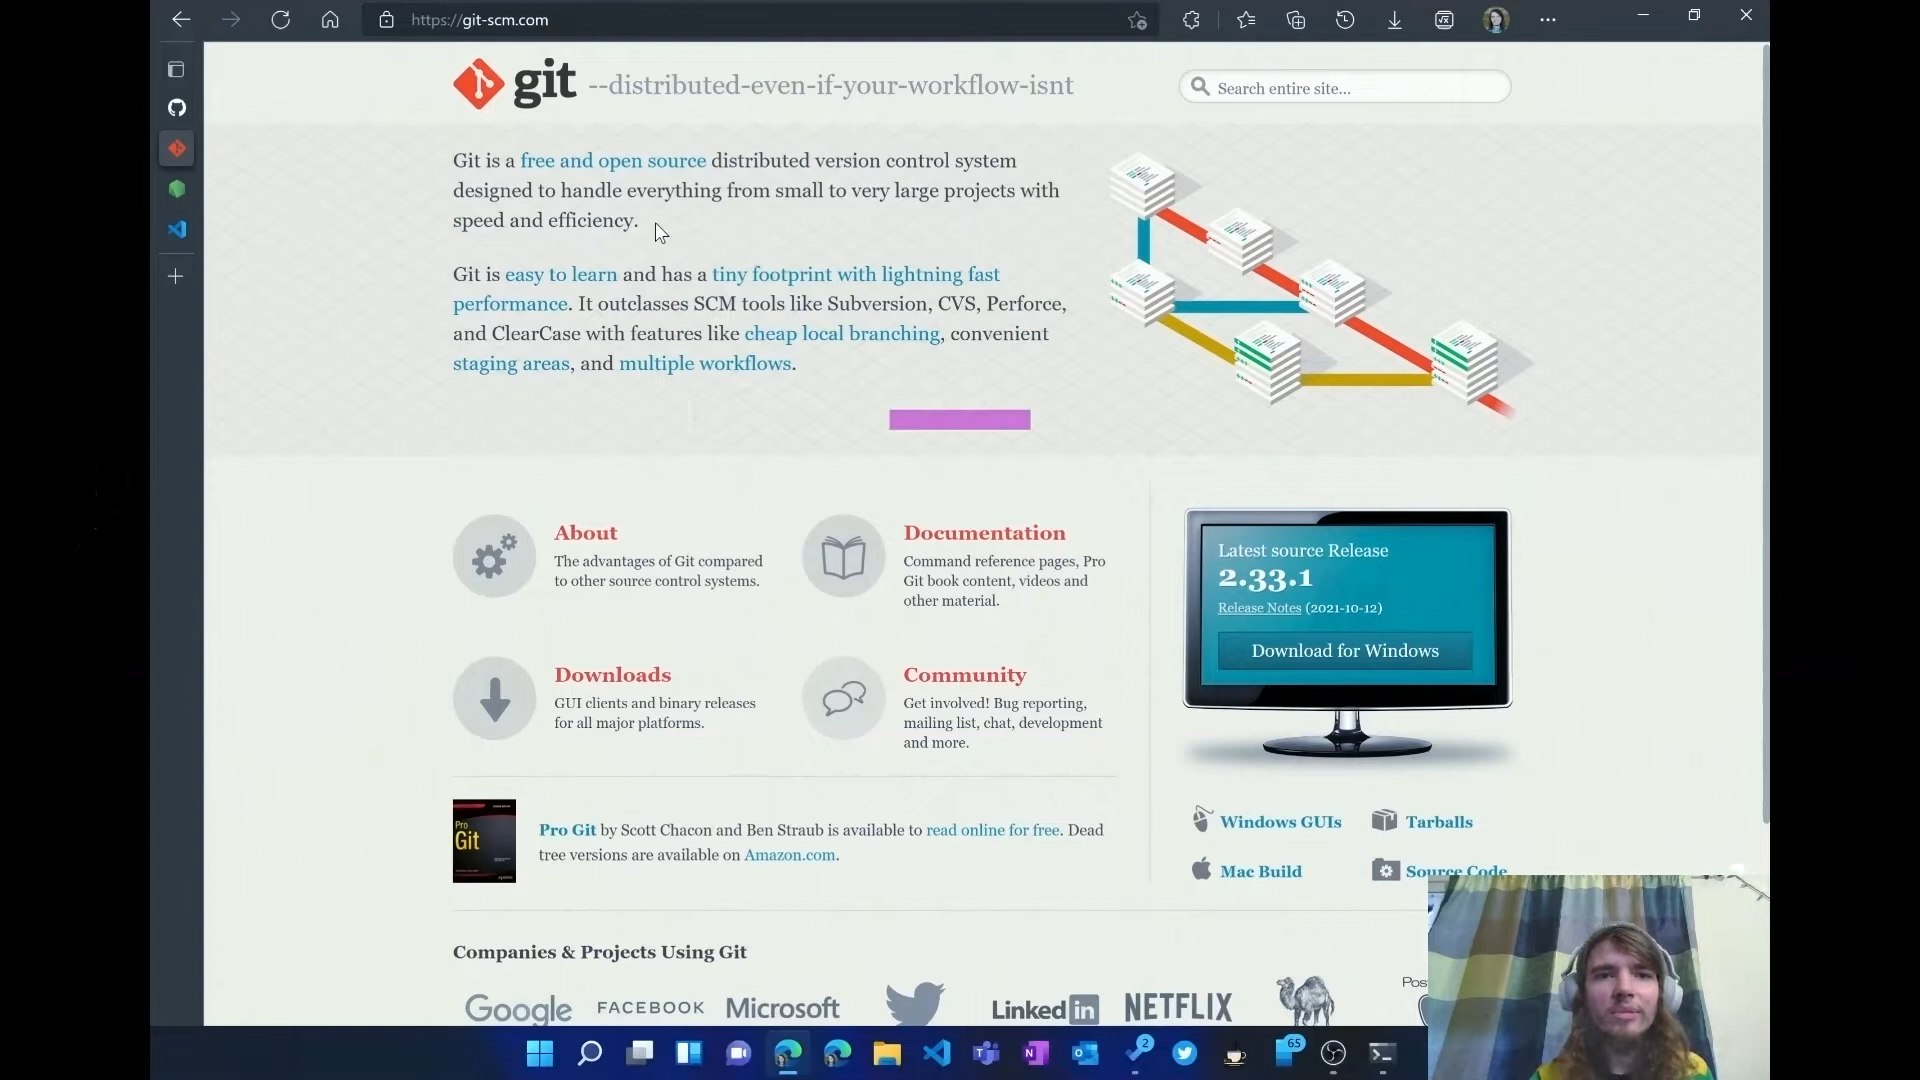 https://git-scm.com
git --distributed-even-if-your-workflow-isnt
Search entire site...
Git is a free and open source distributed version control system
designed to handle everything from small to very large projects with
speed and efficiency.
Git is easy to learn and has a tiny footprint with lightning fast
performance. It outclasses SCM tools like Subversion, CVS, Perforce,
and ClearCase with features like cheap local branching, convenient
staging areas, and multiple workflows.
About
The advantages of Git compared
to other source control systems.
Documentation
Command reference pages, Pro
Git book content, videos and
other material.
Downloads
GUI clients and binary releases
for all major platforms.
Community
Get involved! Bug reporting,
mailing list, chat, development
and more.
Latest source Release
2.33.1
Release Notes (2021-10-12)
Download for Windows
Pro
Git
Pro Git by Scott Chacon and Ben Straub is available to read online for free. Dead
tree versions are available on Amazon.com.
Windows GUIs
Tarballs
Mac Build
Source Code
Companies & Projects Using Git
Google
FACEBOOK
Microsoft
LinkedIn
NETFLIX
Pos
2
65